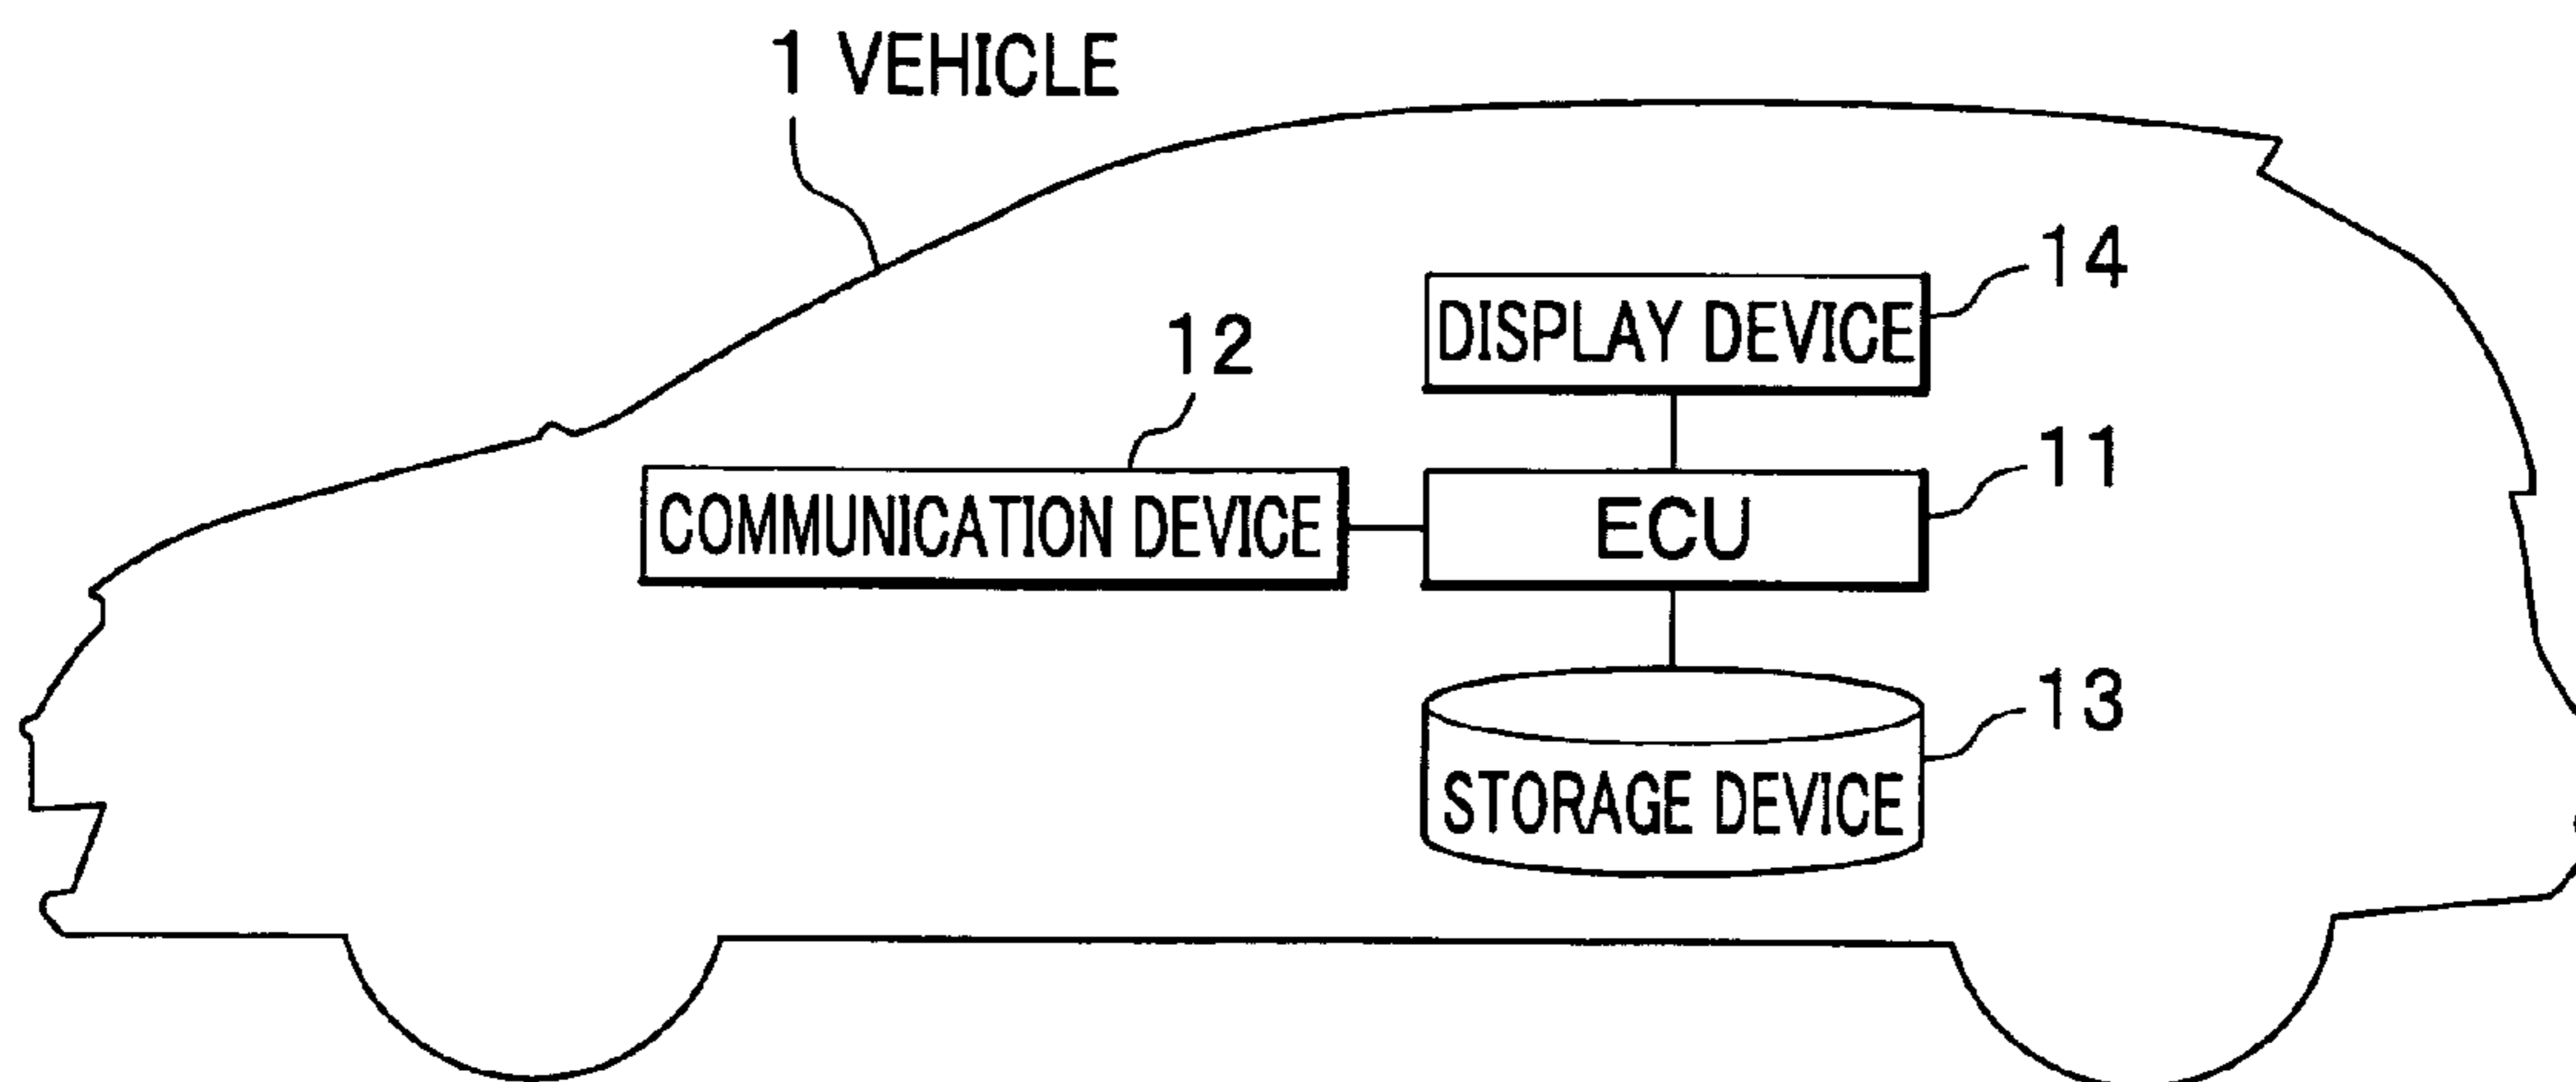 1 VEHICLE
14
DISPLAY DEVICE
12
11
COMMUNICATION DEVICE
ECU
13
STORAGE DEVICE